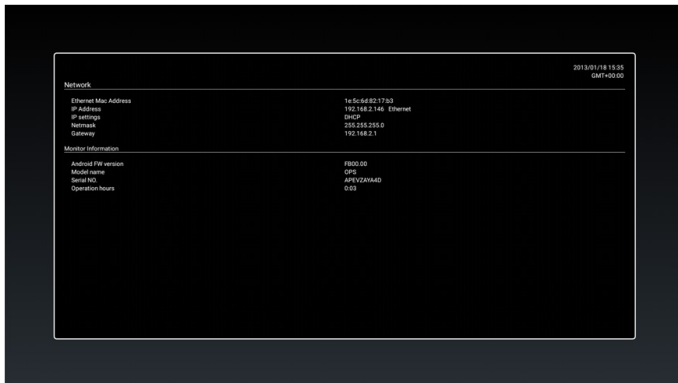 2013/01/18 15:35
GMT+00:00
Network
Ethernet Mac Address 1e:5c:6d:82:17:b3
IP Address 192.168.2.146 Ethernet
IP settings DHCP
Netmask 255.255.255.0
Gateway 192.168.2.1
Monitor Information
Android FW version FB00.00
Model name OPS
Serial NO. APEVZAYA4D
Operation hours 0:03